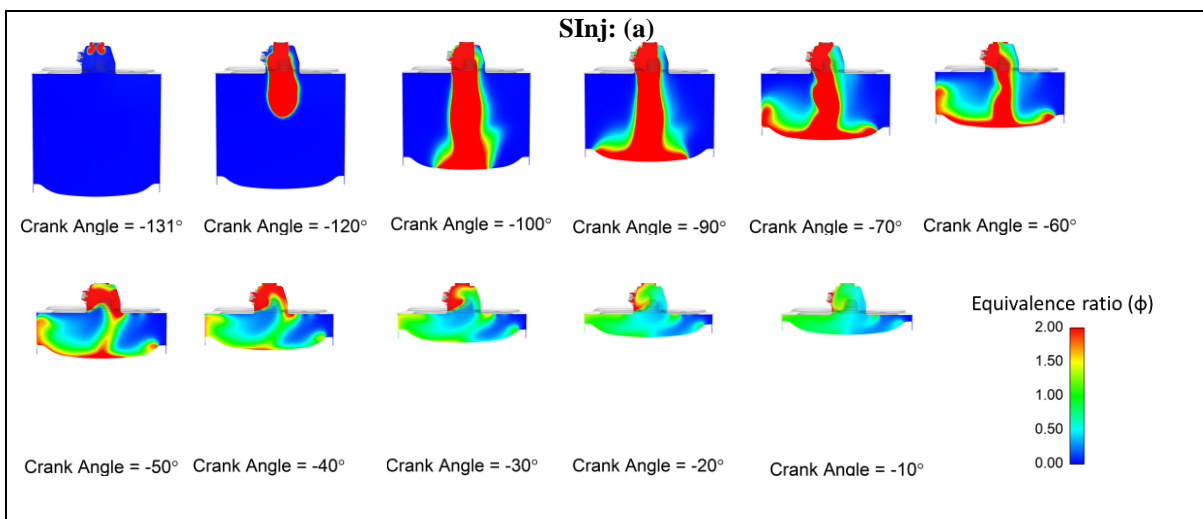 SInj: (a)
Crank Angle = -131°
Crank Angle = -120°
Crank Angle = -100°
Crank Angle = -90°
Crank Angle = -70°
Crank Angle = -60°
Crank Angle = -50°
Crank Angle = -40°
Crank Angle = -30°
Crank Angle = -20°
Crank Angle = -10°
Equivalence ratio (ϕ)
2.00
1.50
1.00
0.50
0.00